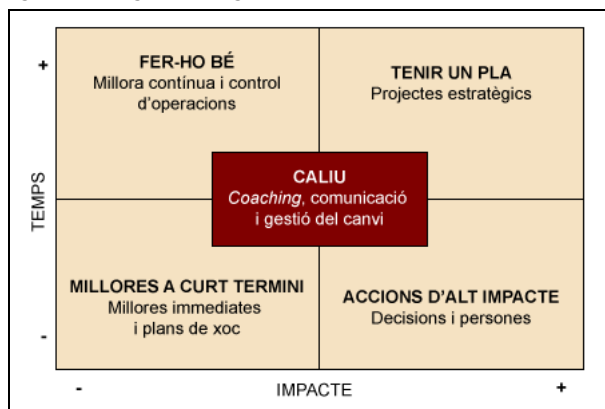 +
FER-HO BÉ
Millora contínua i control
d'operacions
TENIR UN PLA
Projectes estratègics
CALIU
Coaching, comunicació
i gestió del canvi
TEMPS
MILLORES A CURT TERMINI
Millores immediates
i plans de xoc
ACCIONS D'ALT IMPACTE
Decisions i persones
-
-
IMPACTE
+